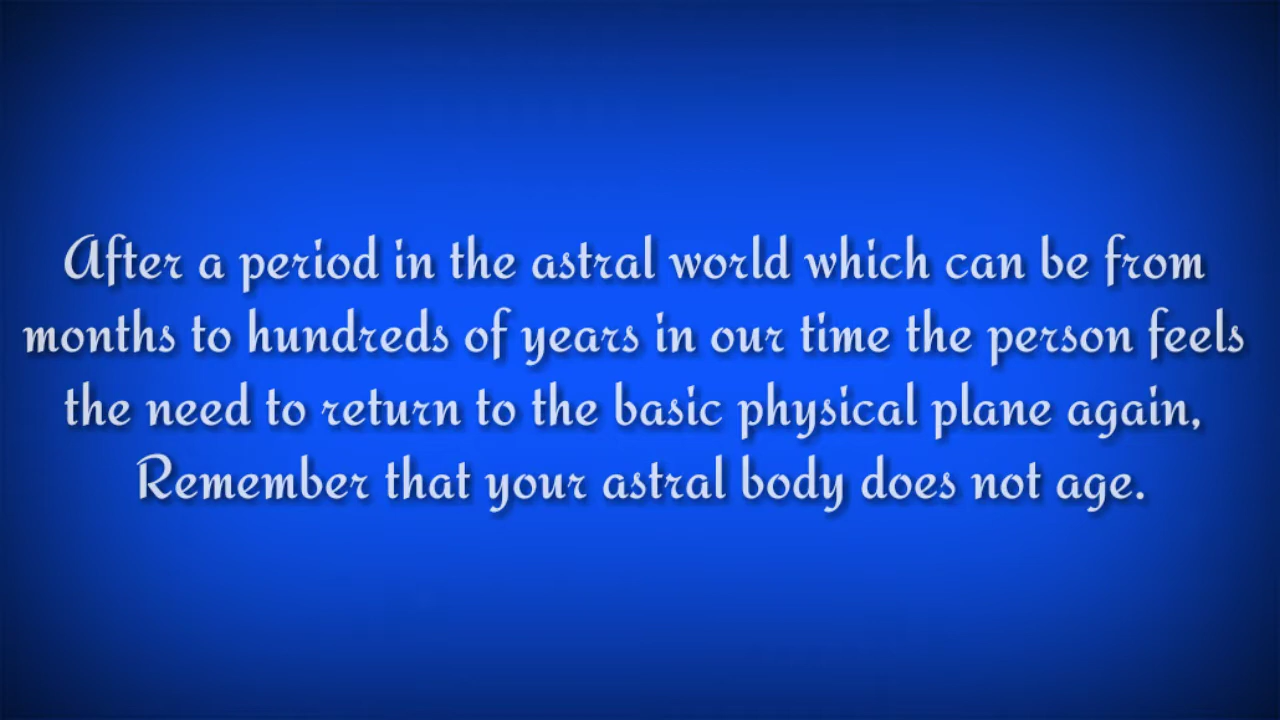 After a period in the astral world which can be from
months to hundreds of years in our time the person feels
the need to return to the basic physical plane again,
Remember that your astral body does not age.